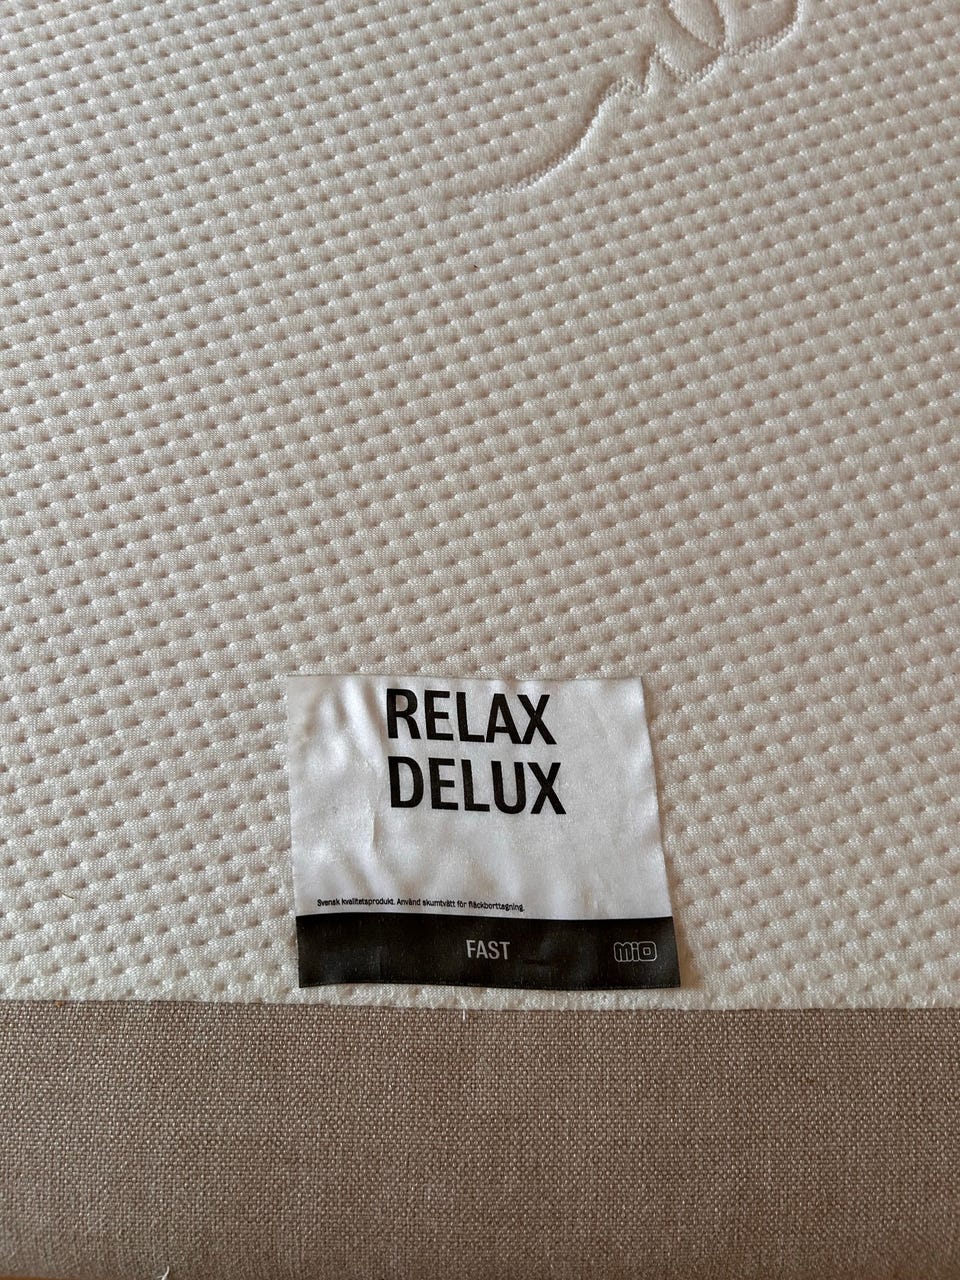 RELAX
DELUX
Svensk kvalitetsprodukt. Använd skumtvätt för fläckborttagning.
FAST
MiO